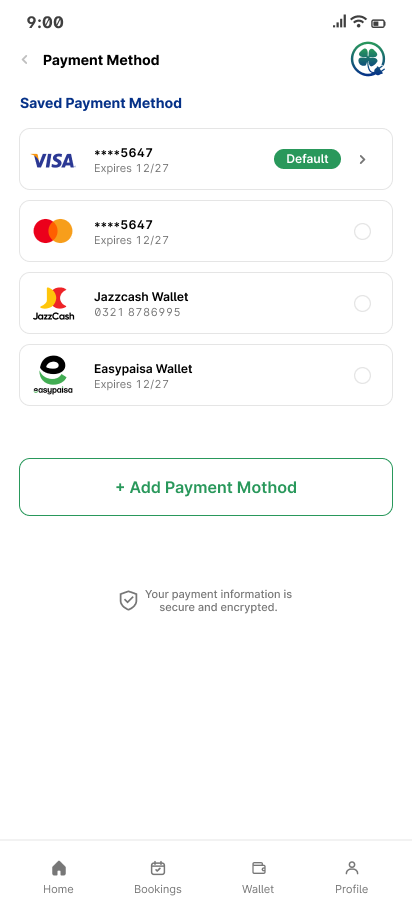 9:00
Payment Method
Saved Payment Method
VISA
****5647
Expires 12/27
Default
****5647
Expires 12/27
JazzCash
Jazzcash Wallet
0321 8786995
easypaisa
Easypaisa Wallet
Expires 12/27
+ Add Payment Mothod
Your payment information is
secure and encrypted.
Home
Bookings
Wallet
Profile